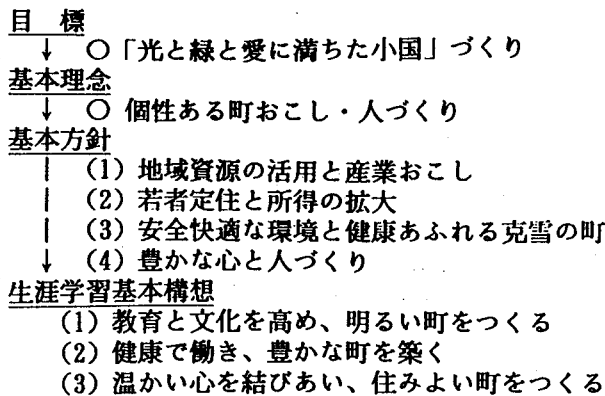 目 標
↓ ○「光と緑と愛に満ちた小国」づくり
基本理念
↓ ○ 個性ある町おこし・人づくり
基本方針
| (1) 地域資源の活用と産業おこし
| (2) 若者定住と所得の拡大
| (3) 安全快適な環境と健康あふれる克雪の町
↓ (4) 豊かな心と人づくり
生涯学習基本構想
(1) 教育と文化を高め、明るい町をつくる
(2) 健康で働き、豊かな町を築く
(3) 温かい心を結びあい、住みよい町をつくる